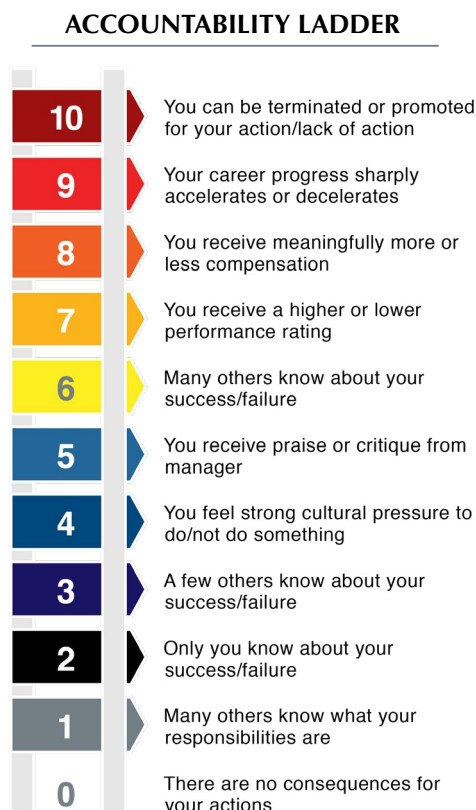 ACCOUNTABILITY LADDER
10
You can be terminated or promoted
for your action/lack of action
9
Your career progress sharply
accelerates or decelerates
8
You receive meaningfully more or
less compensation
7
You receive a higher or lower
performance rating
6
Many others know about your
success/failure
5
You receive praise or critique from
manager
4
You feel strong cultural pressure to
do/not do something
3
A few others know about your
success/failure
2
Only you know about your
success/failure
1
Many others know what your
responsibilities are
0
There are no consequences for
your actions